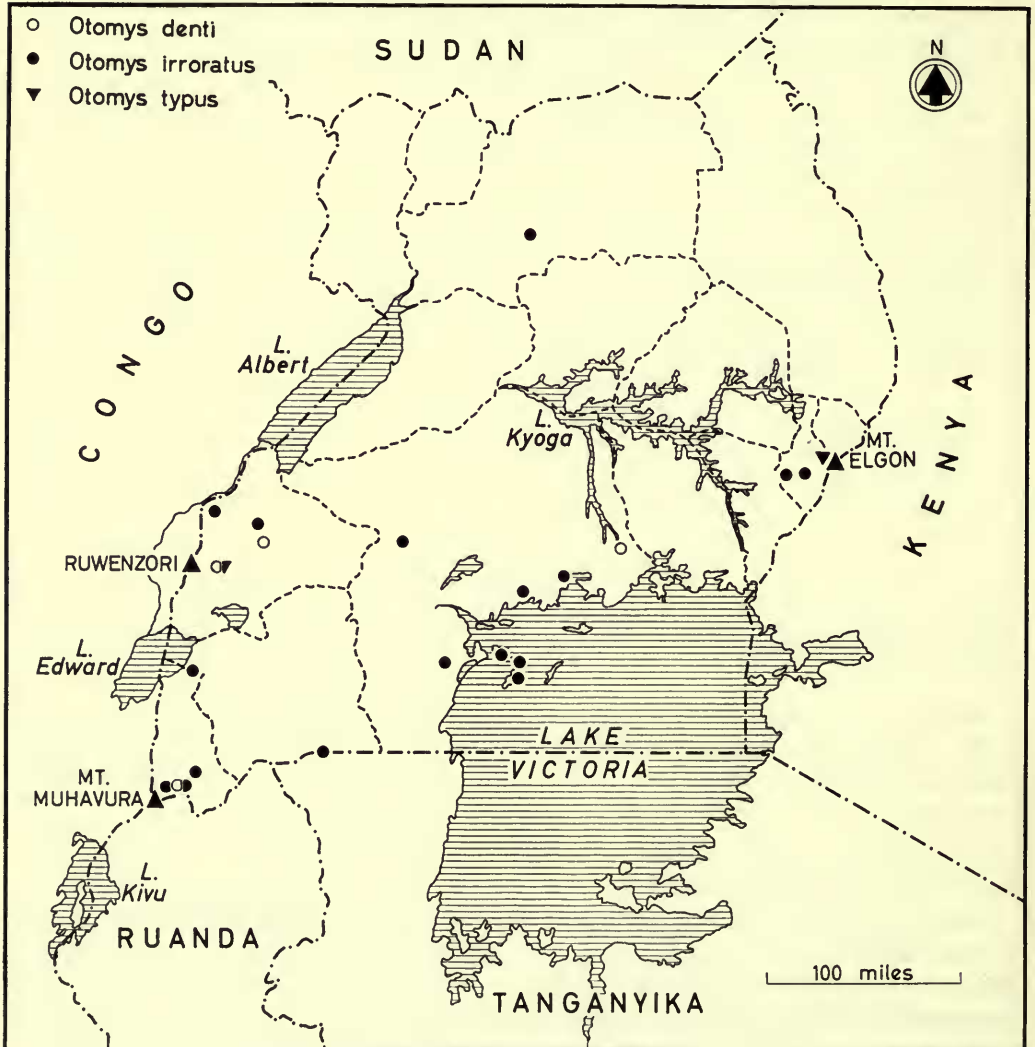 Otomys denti
Otomys irroratus
Otomys typus
SUDAN
N
CONGO
L.
Albert
L.
Kyoga
MT.
ELGON
KENYA
RUWENZORI
L.
Edward
LAKE
VICTORIA
MT.
MUHAVURA
L.
Kivu
RUANDA
TANGANYIKA
100 miles